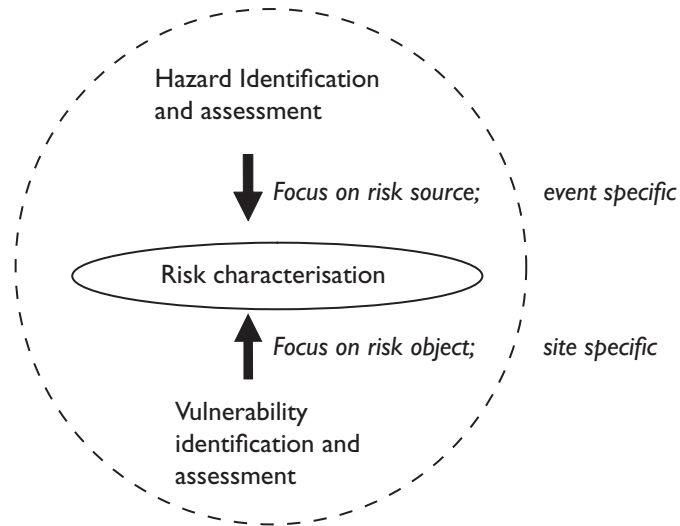 Hazard Identification
and assessment
Focus on risk source; event specific
Risk characterisation
Focus on risk object; site specific
Vulnerability
identification and
assessment